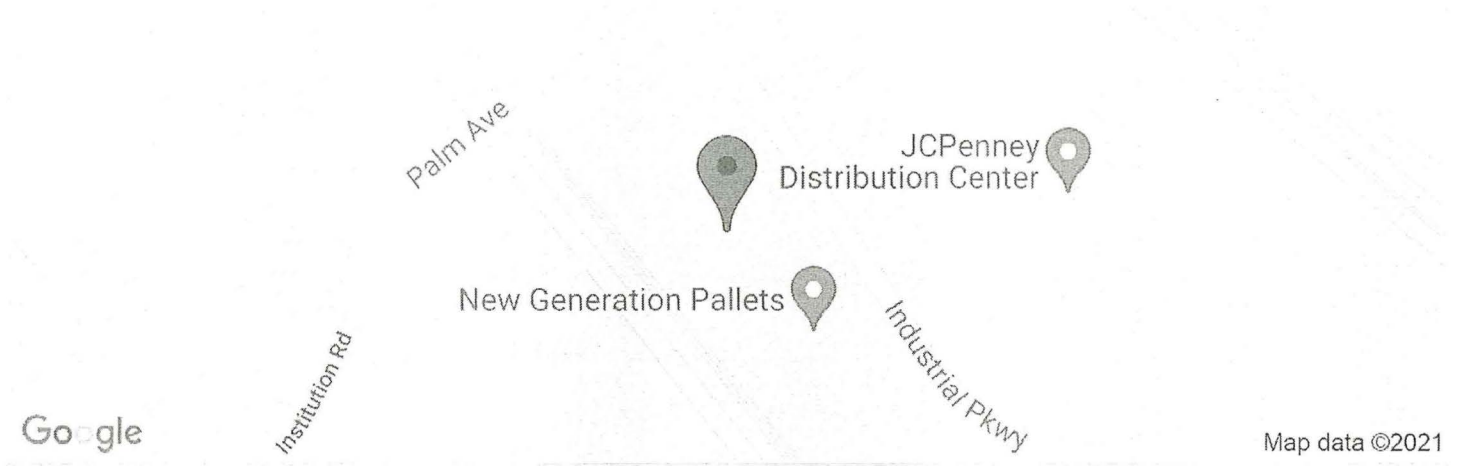 Palm Ave
JCPenney
Distribution Center
New Generation Pallets
Industrial Pkwy
Institution Rd
Google
Map data ©2021